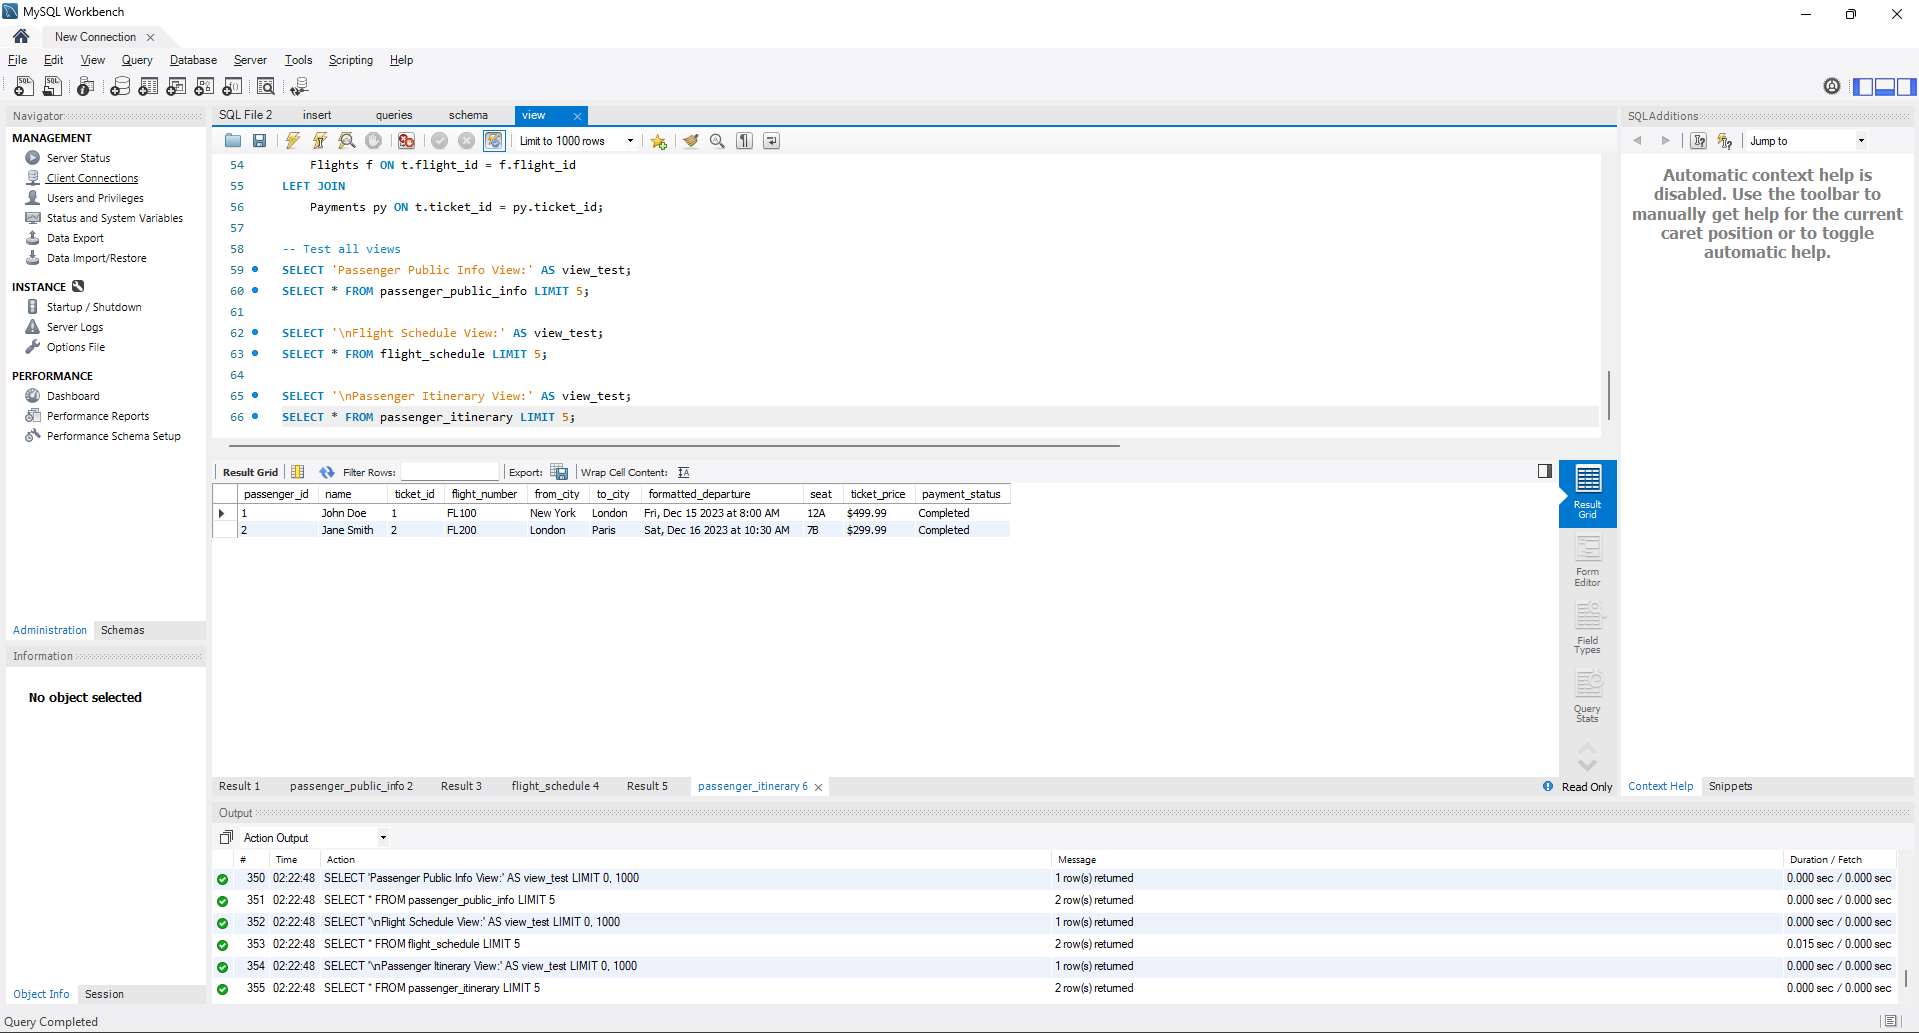 MySQL Workbench
New Connection
File Edit View Query Database Server Tools Scripting Help
Navigator
MANAGEMENT
Server Status
Client Connections
Users and Privileges
Status and System Variables
Data Export
Data Import/Restore
INSTANCE
Startup / Shutdown
Server Logs
Options File
PERFORMANCE
Dashboard
Performance Reports
Performance Schema Setup
Administration Schemas
Information
No object selected
Object Info Session
SQL File 2 insert queries schema view
Limit to 1000 rows
54 Flights f ON t.flight_id = f.flight_id
55 LEFT JOIN
56 Payments py ON t.ticket_id = py.ticket_id;
57
58 -- Test all views
59 SELECT 'Passenger Public Info View:' AS view_test;
60 SELECT * FROM passenger_public_info LIMIT 5;
61
62 SELECT '\nFlight Schedule View:' AS view_test;
63 SELECT * FROM flight_schedule LIMIT 5;
64
65 SELECT '\nPassenger Itinerary View:' AS view_test;
66 SELECT * FROM passenger_itinerary LIMIT 5;
Result Grid Filter Rows: Export: Wrap Cell Content:
passenger_id name ticket_id flight_number from_city to_city formatted_departure seat ticket_price payment_status
1 John Doe 1 FL100 New York London Fri, Dec 15 2023 at 8:00 AM 12A $499.99 Completed
2 Jane Smith 2 FL200 London Paris Sat, Dec 16 2023 at 10:30 AM 7B $299.99 Completed
Result
Grid
Form
Editor
Field
Types
Query
Stats
Result 1 passenger_public_info 2 Result 3 flight_schedule 4 Result 5 passenger_itinerary 6 Read Only
SQLAdditions
Jump to
Automatic context help is
disabled. Use the toolbar to
manually get help for the current
caret position or to toggle
automatic help.
Context Help Snippets
Output
Action Output
# Time Action Message Duration / Fetch
350 02:22:48 SELECT 'Passenger Public Info View:' AS view_test LIMIT 0, 1000 1 row(s) returned 0.000 sec / 0.000 sec
351 02:22:48 SELECT * FROM passenger_public_info LIMIT 5 2 row(s) returned 0.000 sec / 0.000 sec
352 02:22:48 SELECT '\nFlight Schedule View:' AS view_test LIMIT 0, 1000 1 row(s) returned 0.000 sec / 0.000 sec
353 02:22:48 SELECT * FROM flight_schedule LIMIT 5 2 row(s) returned 0.015 sec / 0.000 sec
354 02:22:48 SELECT '\nPassenger Itinerary View:' AS view_test LIMIT 0, 1000 1 row(s) returned 0.000 sec / 0.000 sec
355 02:22:48 SELECT * FROM passenger_itinerary LIMIT 5 2 row(s) returned 0.000 sec / 0.000 sec
Query Completed